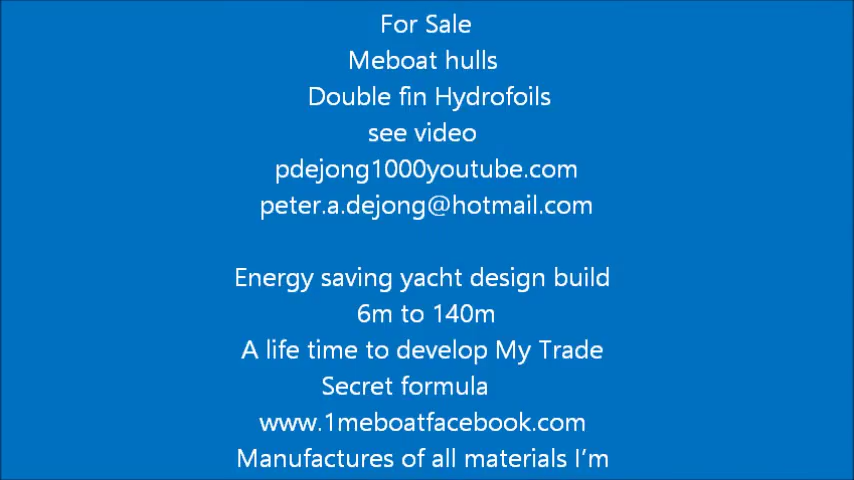 For Sale
Meboat hulls
Double fin Hydrofoils
see video
pdejong1000youtube.com
peter.a.dejong@hotmail.com
Energy saving yacht design build
6m to 140m
A life time to develop My Trade
Secret formula
www.1meboatfacebook.com
Manufactures of all materials I’m